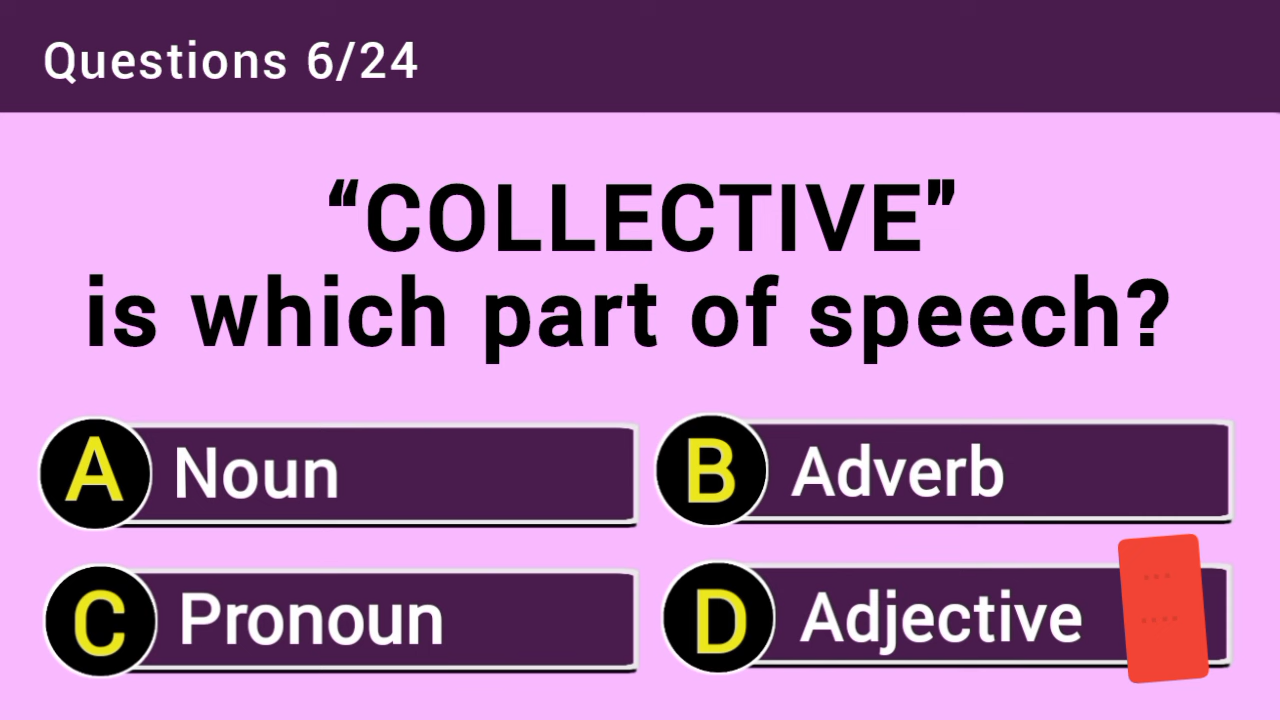 Questions 6/24
“COLLECTIVE”
is which part of speech?
A Noun
B Adverb
C Pronoun
D Adjective